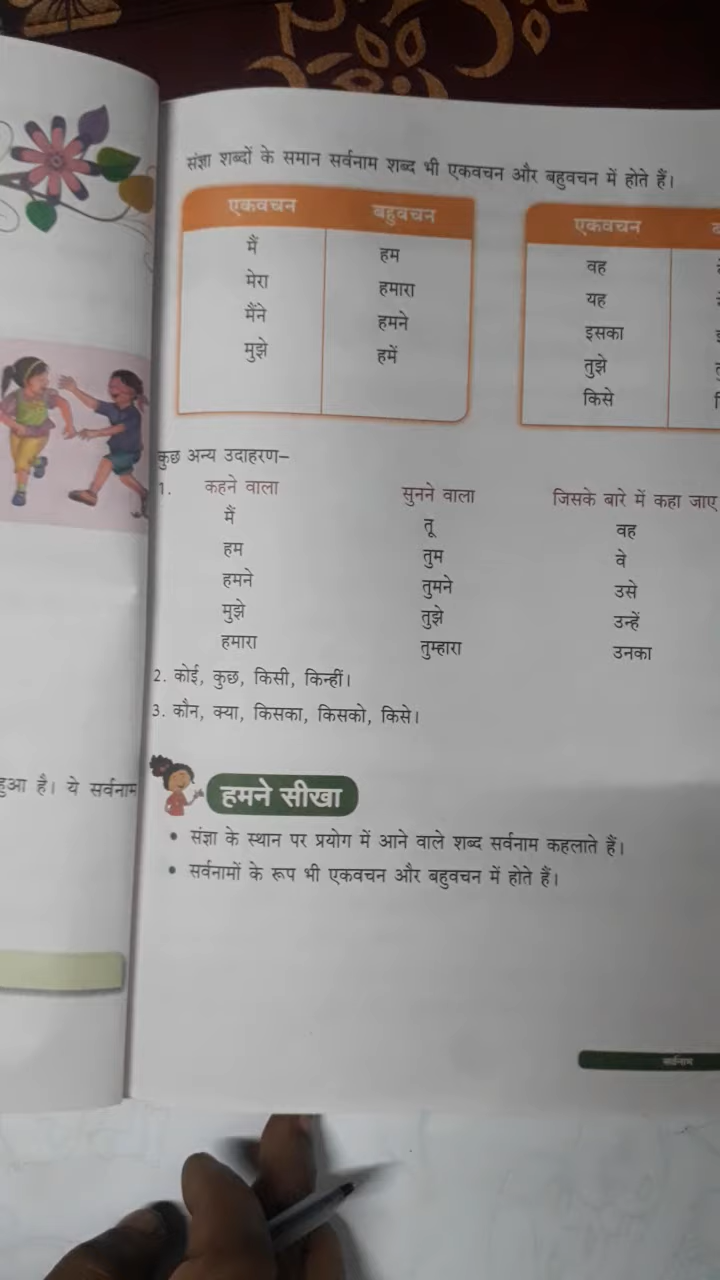 संज्ञा शब्दों के समान सर्वनाम शब्द भी एकवचन और बहुवचन में होते हैं।
एकवचन बहुवचन
मैं हम
मेरा हमारा
मैंने हमने
मुझे हमें
एकवचन
वह
यह
इसका
तुझे
किसे
कुछ अन्य उदाहरण–
1. कहने वाला सुनने वाला जिसके बारे में कहा जाए
मैं तू वह
हम तुम वे
हमने तुमने उसे
मुझे तुझे उन्हें
हमारा तुम्हारा उनका
2. कोई, कुछ, किसी, किन्हीं।
3. कौन, क्या, किसका, किसको, किसे।
हुआ है। ये सर्वनाम
हमने सीखा
• संज्ञा के स्थान पर प्रयोग में आने वाले शब्द सर्वनाम कहलाते हैं।
• सर्वनामों के रूप भी एकवचन और बहुवचन में होते हैं।
सर्वनाम